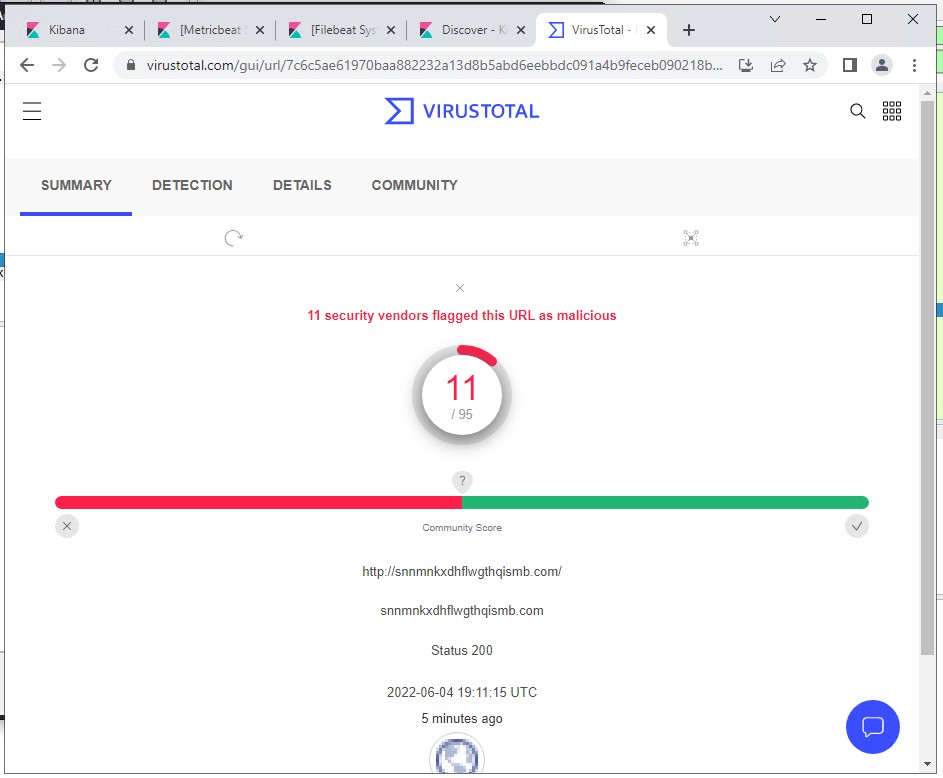 Kibana
[Metricbeat
[Filebeat Sys
Discover - Ki
VirusTotal -
virustotal.com/gui/url/7c6c5ae61970baa882232a13d8b5abd6eebbdc091a4b9feceb090218b...
VIRUSTOTAL
SUMMARY DETECTION DETAILS COMMUNITY
11 security vendors flagged this URL as malicious
11
/ 95
?
Community Score
http://snnmnkxdhflwgthqismb.com/
snnmnkxdhflwgthqismb.com
Status 200
2022-06-04 19:11:15 UTC
5 minutes ago